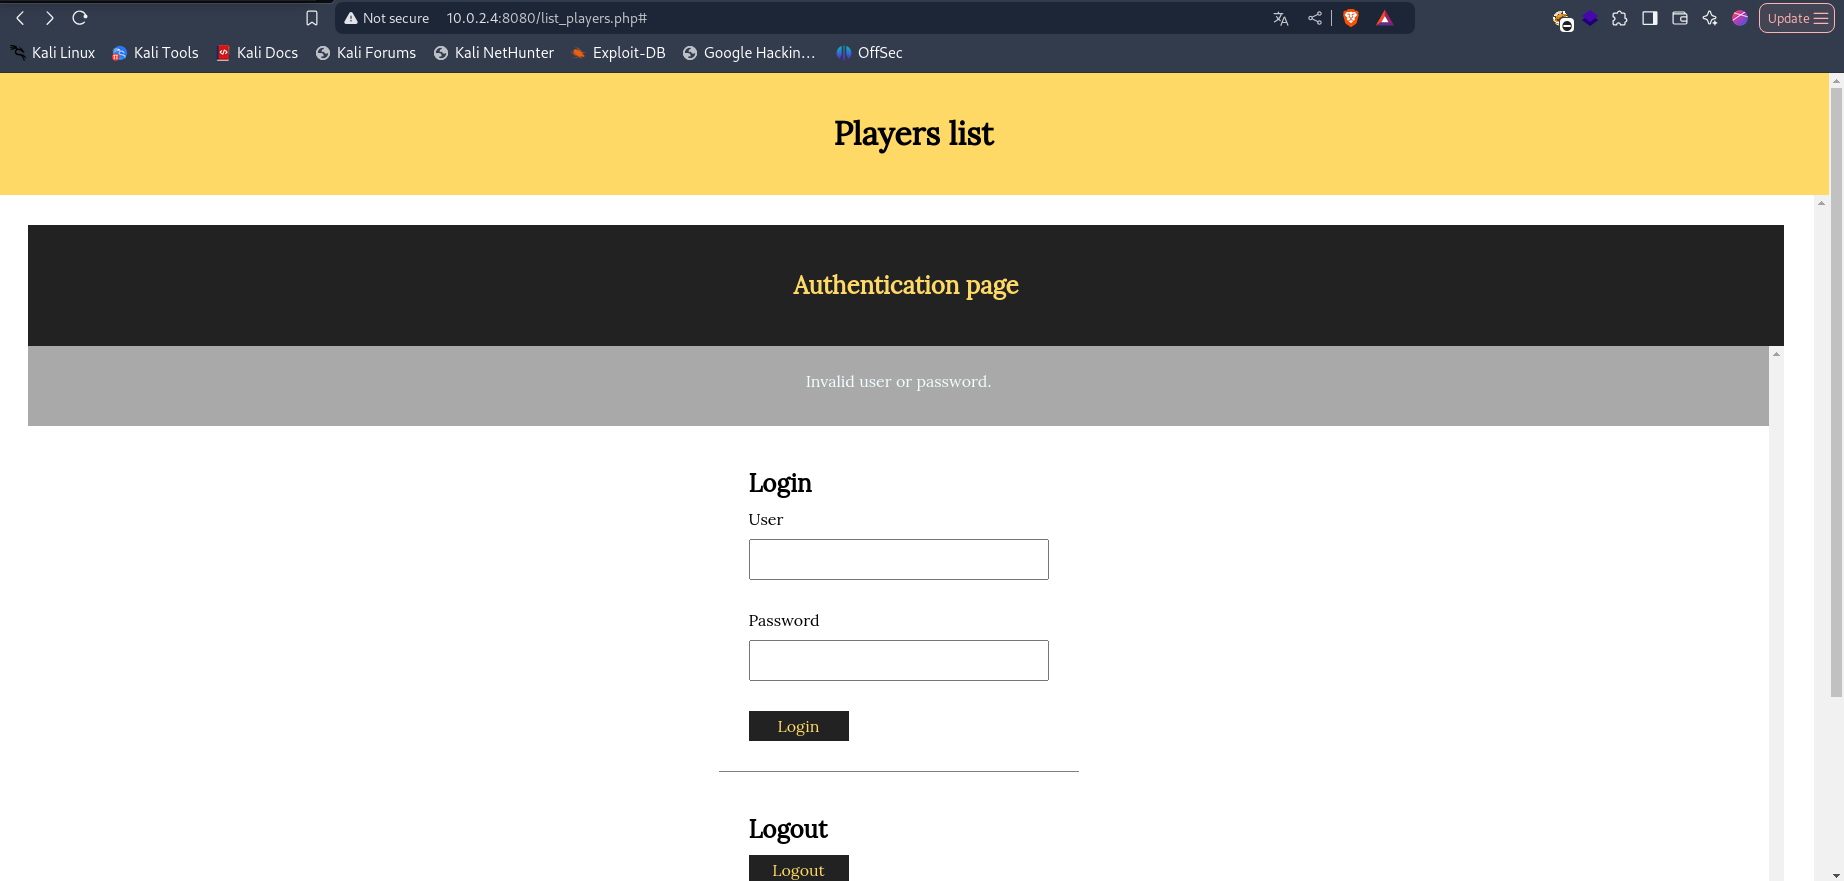 Not secure 10.0.2.4:8080/list_players.php# Update
Kali Linux Kali Tools Kali Docs Kali Forums Kali NetHunter Exploit-DB Google Hackin... OffSec
Players list
Authentication page
Invalid user or password.
Login
User
Password
Login
Logout
Logout